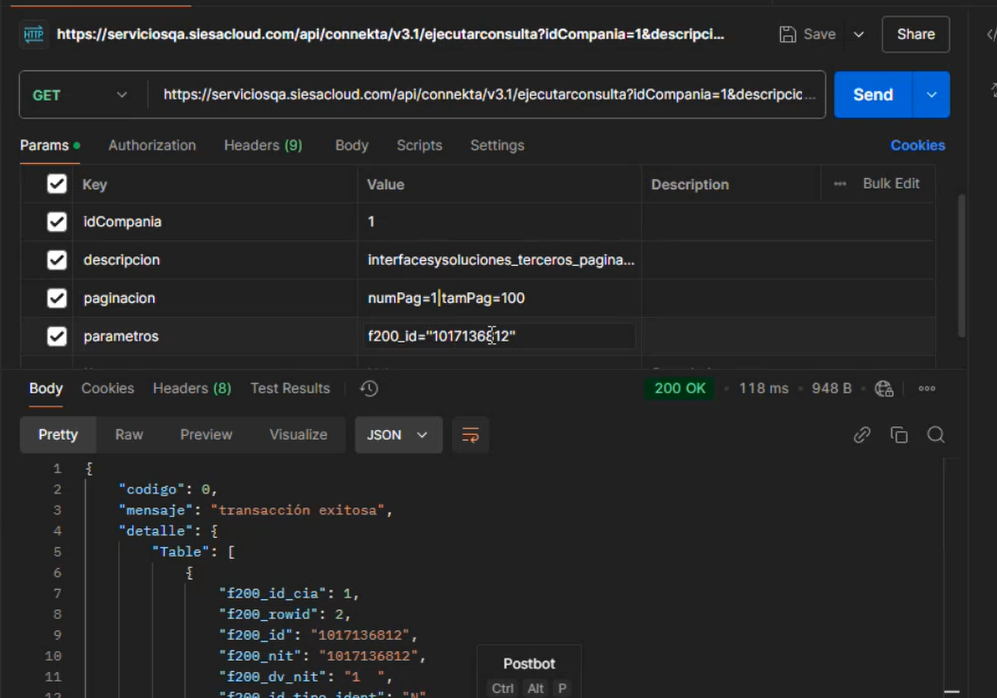 HTTP https://serviciosqa.siesacloud.com/api/connekta/v3.1/ejecutarconsulta?idCompania=1&descripci... Save Share
GET https://serviciosqa.siesacloud.com/api/connekta/v3.1/ejecutarconsulta?idCompania=1&descripcic... Send
Params Authorization Headers (9) Body Scripts Settings Cookies
Key Value Description Bulk Edit
idCompania 1
descripcion interfacesysoluciones_terceros_pagina...
paginacion numPag=1|tamPag=100
parametros f200_id="1017136812"
Body Cookies Headers (8) Test Results 200 OK 118 ms 948 B
Pretty Raw Preview Visualize JSON
1 {
2 "codigo": 0,
3 "mensaje": "transacción exitosa",
4 "detalle": {
5 "Table": [
6 {
7 "f200_id_cia": 1,
8 "f200_rowid": 2,
9 "f200_id": "1017136812",
10 "f200_nit": "1017136812",
11 "f200_dv_nit": "1  ",
12 "f200_id_tipo_ident": "N"
Postbot
Ctrl Alt P